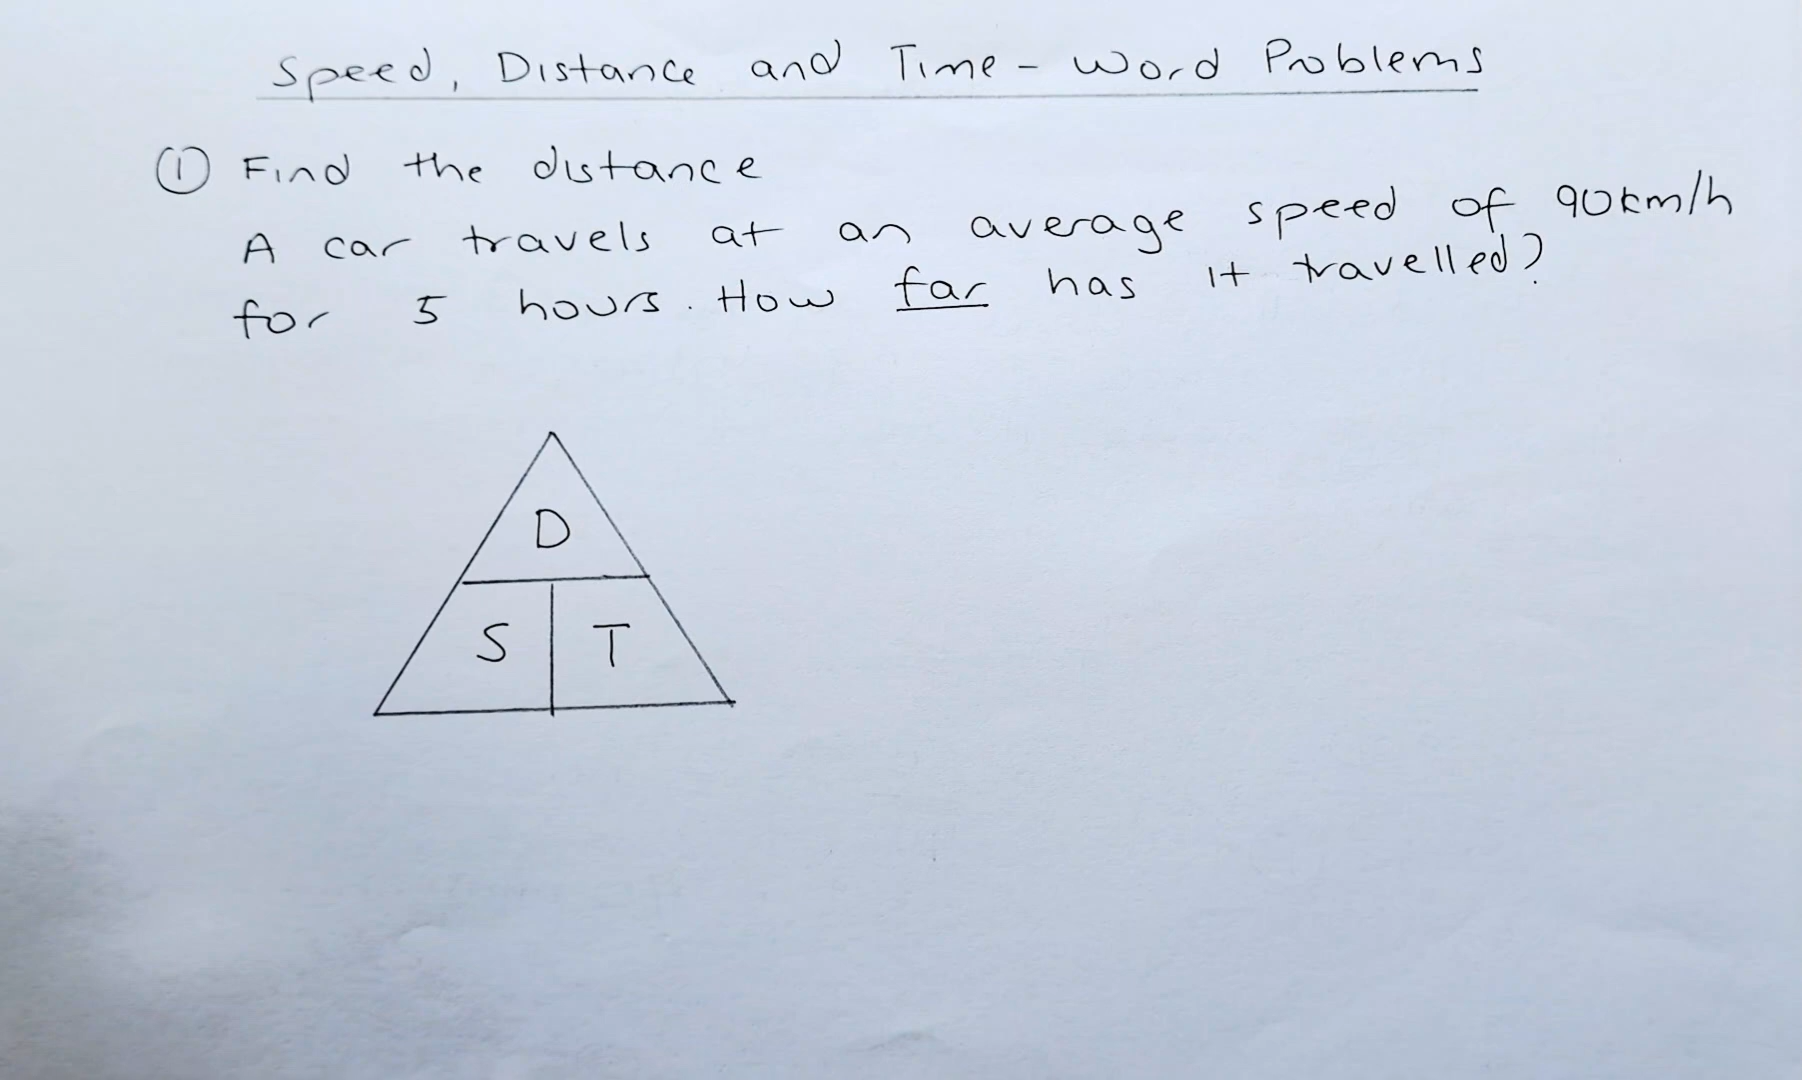 Speed, Distance and Time - Word Problems
① Find the distance
A car travels at an average speed of 90km/h
for 5 hours. How far has it travelled?
D
S T